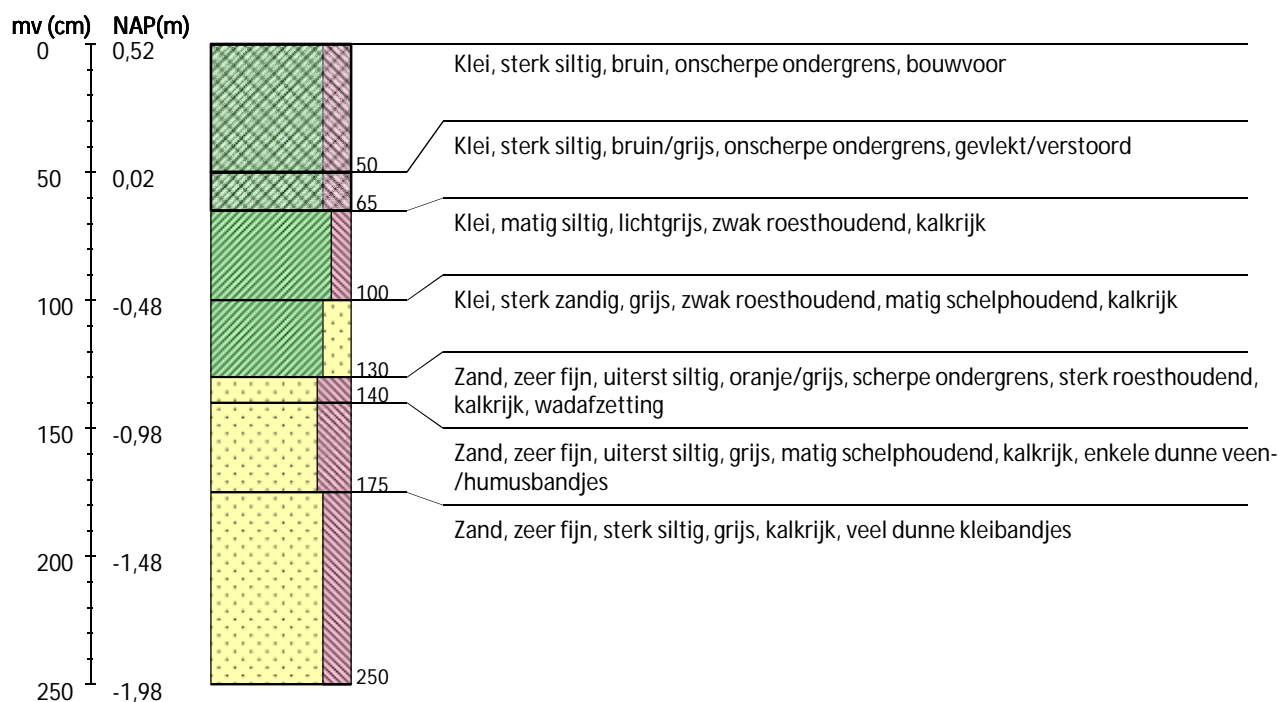 mv (cm) NAP(m)
0 0,52
Klei, sterk siltig, bruin, onscherpe ondergrens, bouwvoor
Klei, sterk siltig, bruin/grijs, onscherpe ondergrens, gevlekt/verstoord
50
50 0,02
65
Klei, matig siltig, lichtgrijs, zwak roesthoudend, kalkrijk
100
100 -0,48
Klei, sterk zandig, grijs, zwak roesthoudend, matig schelphoudend, kalkrijk
130
Zand, zeer fijn, uiterst siltig, oranje/grijs, scherpe ondergrens, sterk roesthoudend,
kalkrijk, wadafzetting
140
150 -0,98
Zand, zeer fijn, uiterst siltig, grijs, matig schelphoudend, kalkrijk, enkele dunne veen-
/humusbandjes
175
Zand, zeer fijn, sterk siltig, grijs, kalkrijk, veel dunne kleibandjes
200 -1,48
250
250 -1,98